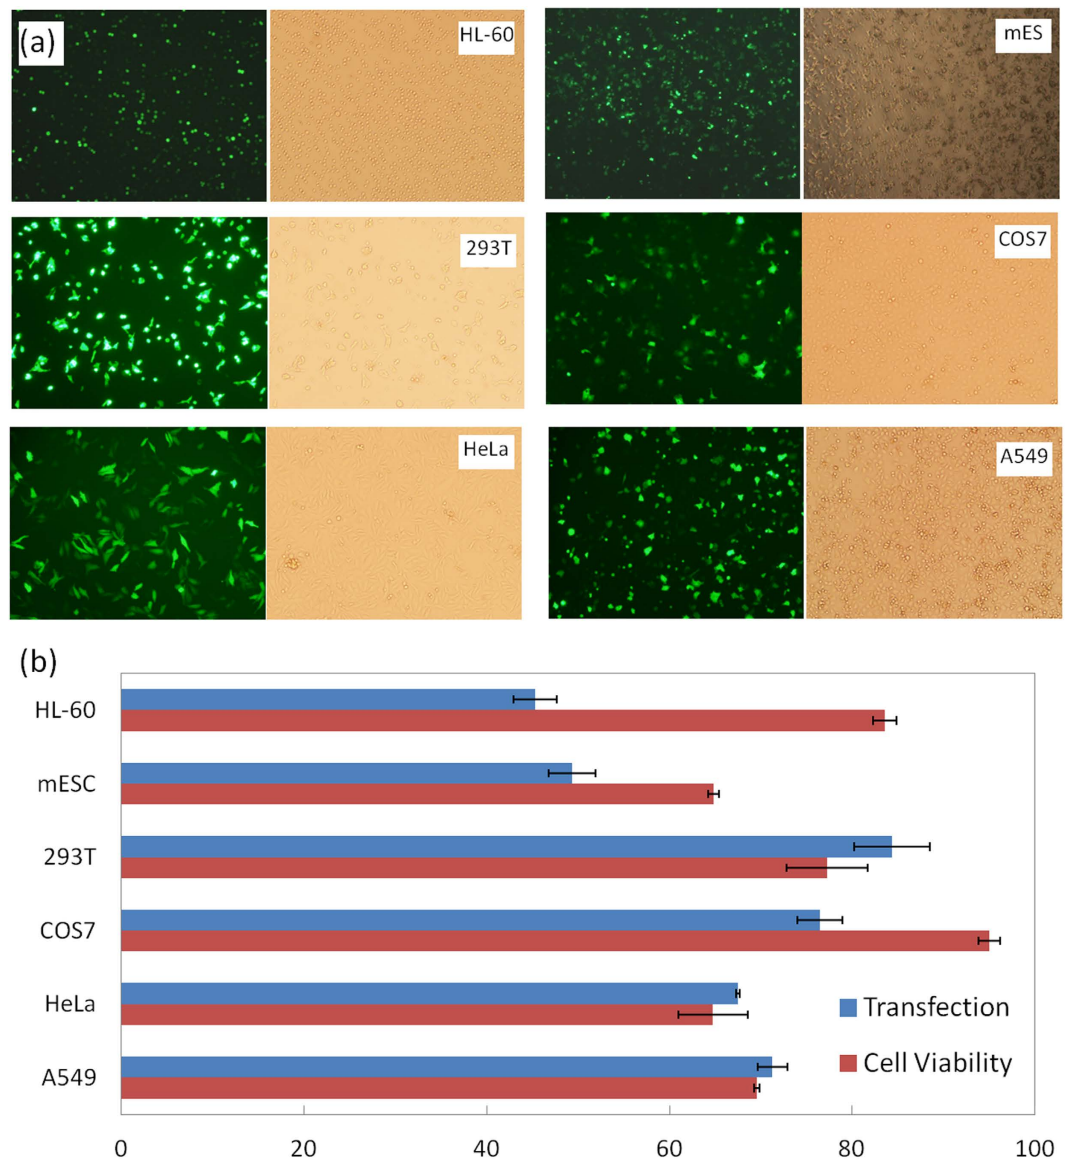 (a)
HL-60
mES
293T
COS7
HeLa
A549
(b)
HL-60
mESC
293T
COS7
HeLa
A549
Transfection
Cell Viability
0 20 40 60 80 100